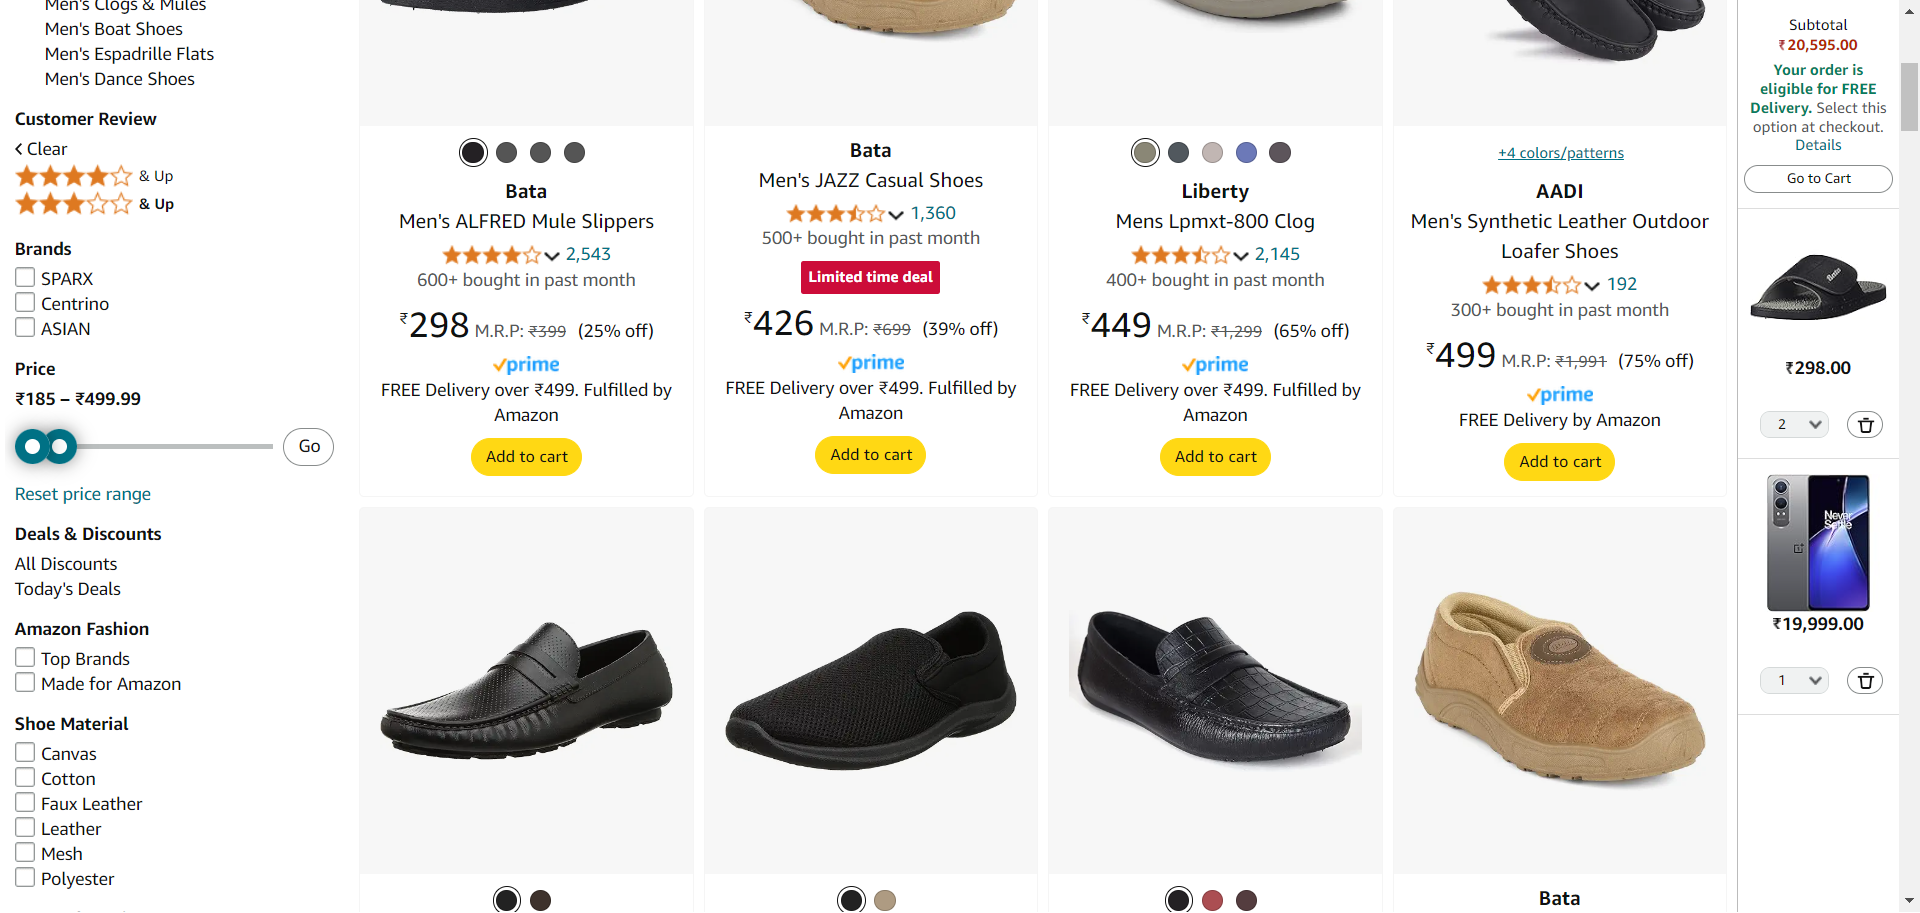 Men's Clogs & Mules
Men's Boat Shoes
Men's Espadrille Flats
Men's Dance Shoes
Customer Review
Clear
& Up
& Up
Brands
SPARX
Centrino
ASIAN
Price
₹185 – ₹499.99
Go
Reset price range
Deals & Discounts
All Discounts
Today's Deals
Amazon Fashion
Top Brands
Made for Amazon
Shoe Material
Canvas
Cotton
Faux Leather
Leather
Mesh
Polyester
Bata
Men's ALFRED Mule Slippers
2,543
600+ bought in past month
₹298 M.R.P: ₹399 (25% off)
prime
FREE Delivery over ₹499. Fulfilled by
Amazon
Add to cart
Bata
Men's JAZZ Casual Shoes
1,360
500+ bought in past month
Limited time deal
₹426 M.R.P: ₹699 (39% off)
prime
FREE Delivery over ₹499. Fulfilled by
Amazon
Add to cart
Liberty
Mens Lpmxt-800 Clog
2,145
400+ bought in past month
₹449 M.R.P: ₹1,299 (65% off)
prime
FREE Delivery over ₹499. Fulfilled by
Amazon
Add to cart
+4 colors/patterns
AADI
Men's Synthetic Leather Outdoor
Loafer Shoes
192
300+ bought in past month
₹499 M.R.P: ₹1,991 (75% off)
prime
FREE Delivery by Amazon
Add to cart
Bata
Subtotal
₹20,595.00
Your order is
eligible for FREE
Delivery. Select this
option at checkout.
Details
Go to Cart
Bata
₹298.00
2
Never
Settle
₹19,999.00
1